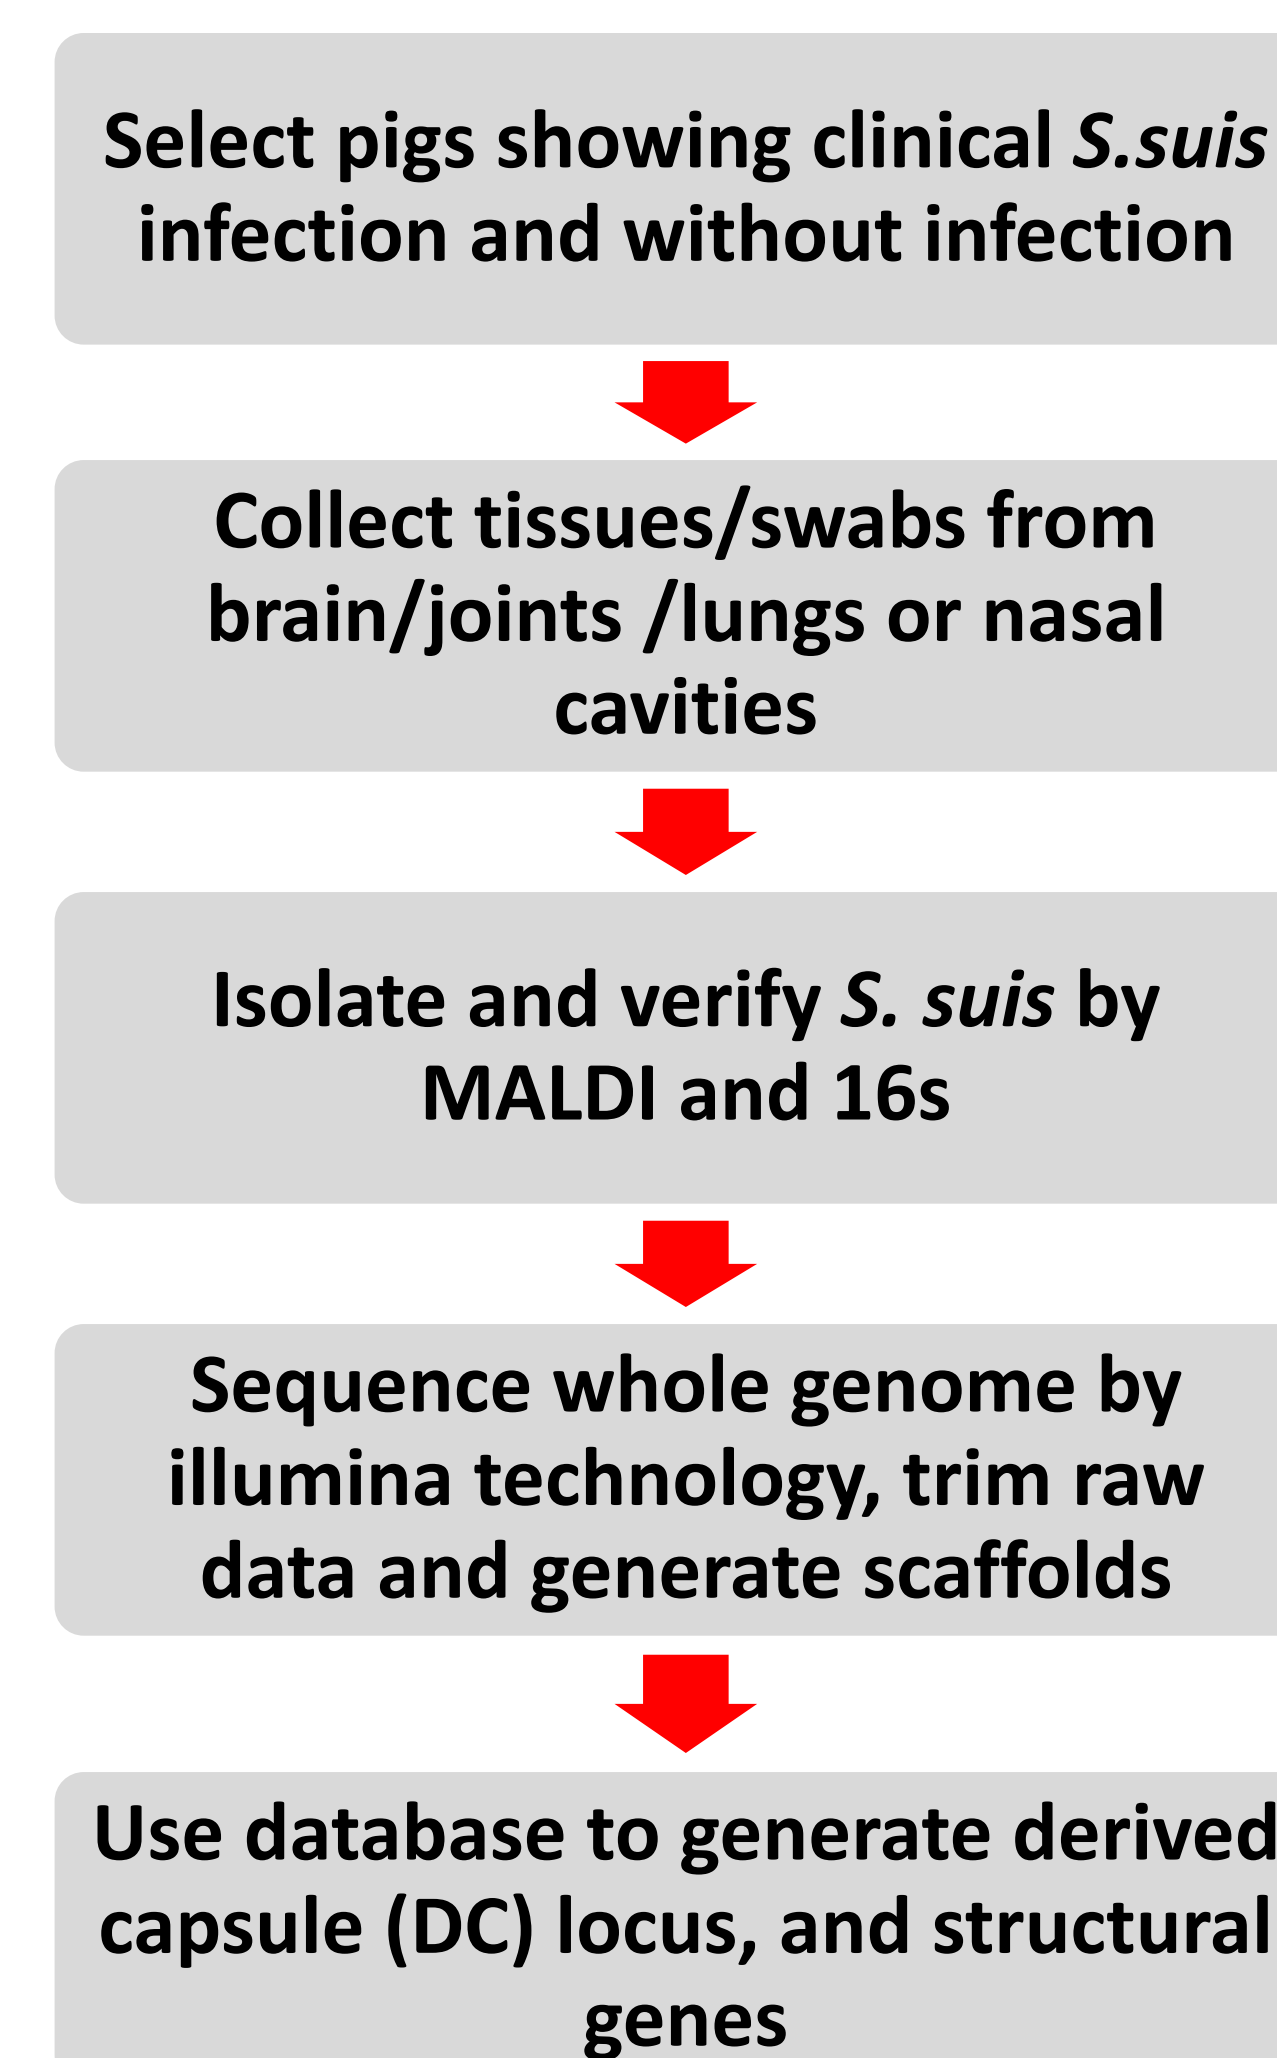 Select pigs showing clinical S.suis
infection and without infection
Collect tissues/swabs from
brain/joints /lungs or nasal
cavities
Isolate and verify S. suis by
MALDI and 16s
Sequence whole genome by
illumina technology, trim raw
data and generate scaffolds
Use database to generate derived
capsule (DC) locus, and structural
genes